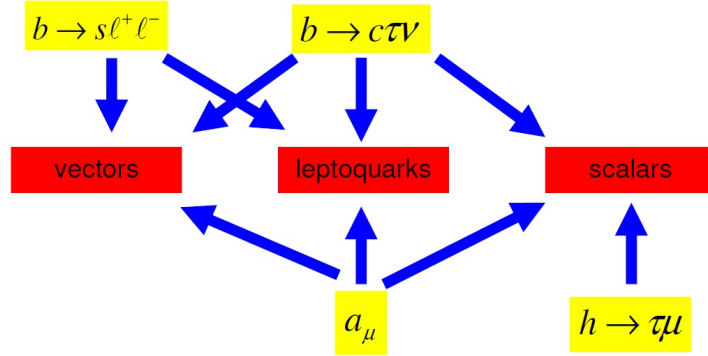 b → sℓ⁺ℓ⁻
b → cτν
vectors
leptoquarks
scalars
a_μ
h → τμ